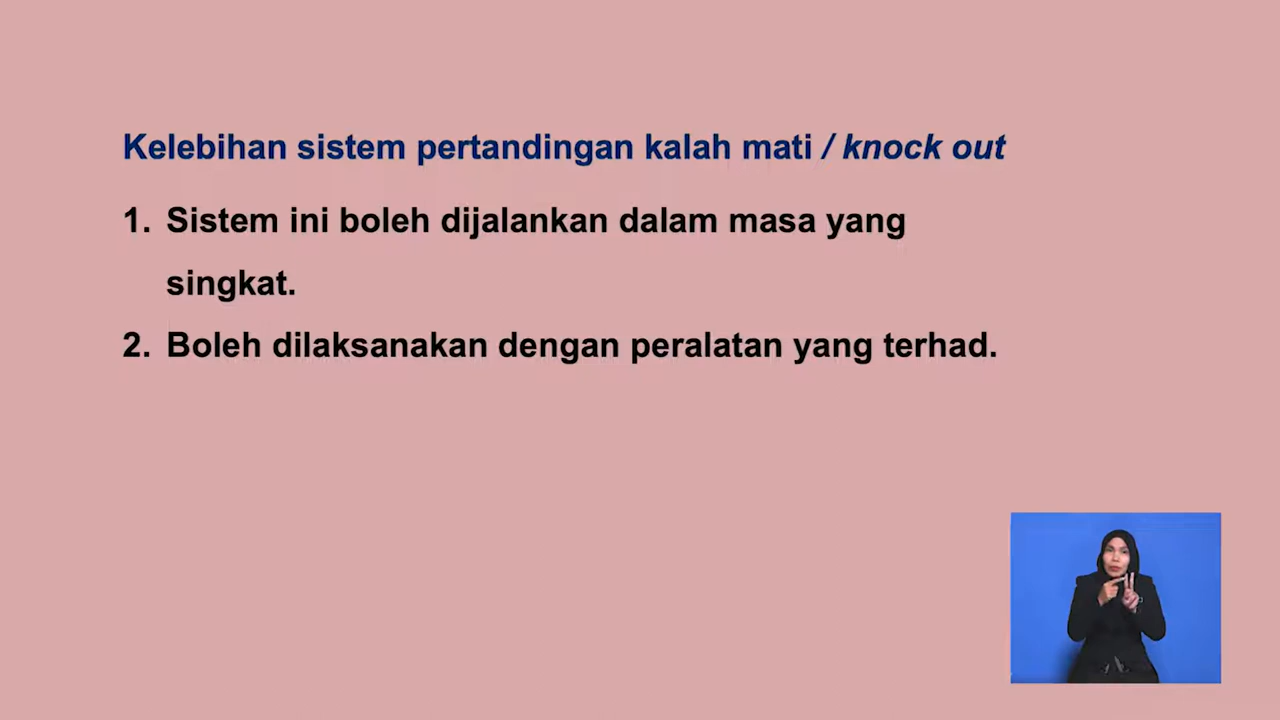 Kelebihan sistem pertandingan kalah mati / knock out
1. Sistem ini boleh dijalankan dalam masa yang
singkat.
2. Boleh dilaksanakan dengan peralatan yang terhad.